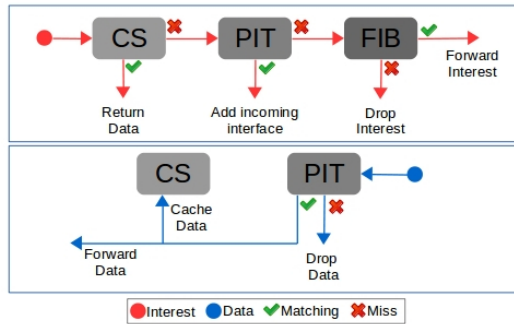 CS
PIT
FIB
Forward
Interest
Return
Data
Add incoming
interface
Drop
Interest
CS
PIT
Cache
Data
Forward
Data
Drop
Data
Interest Data Matching Miss